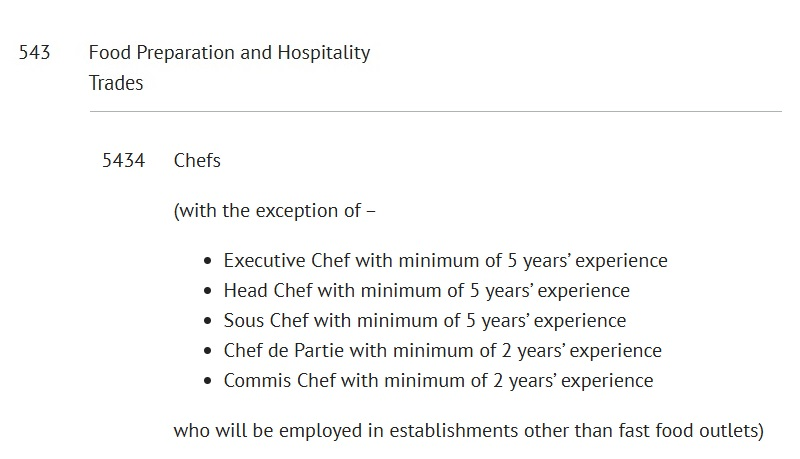 543 Food Preparation and Hospitality
Trades
5434 Chefs
(with the exception of –
• Executive Chef with minimum of 5 years’ experience
• Head Chef with minimum of 5 years’ experience
• Sous Chef with minimum of 5 years’ experience
• Chef de Partie with minimum of 2 years’ experience
• Commis Chef with minimum of 2 years’ experience
who will be employed in establishments other than fast food outlets)